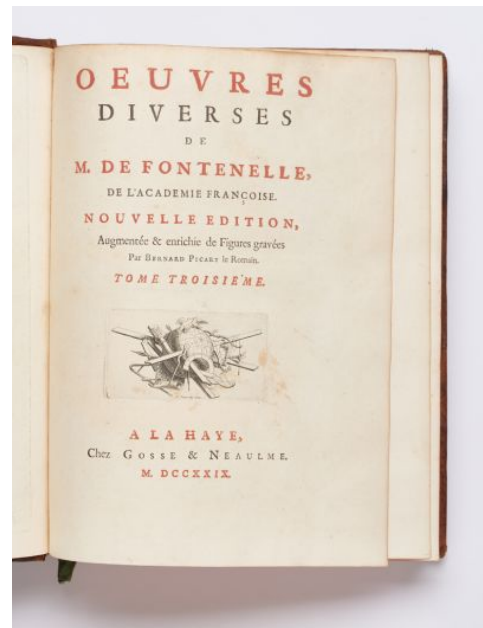 OEUVRES
DIVERSES
DE
M. DE FONTENELLE,
DE L'ACADEMIE FRANÇOISE.
NOUVELLE EDITION,
Augmentée & enrichie de Figures gravées
Par BERNARD PICART le Romain.
TOME TROISIE'ME.
A LA HAYE,
Chez GOSSE & NEAULME.
M. DCCXXIX.